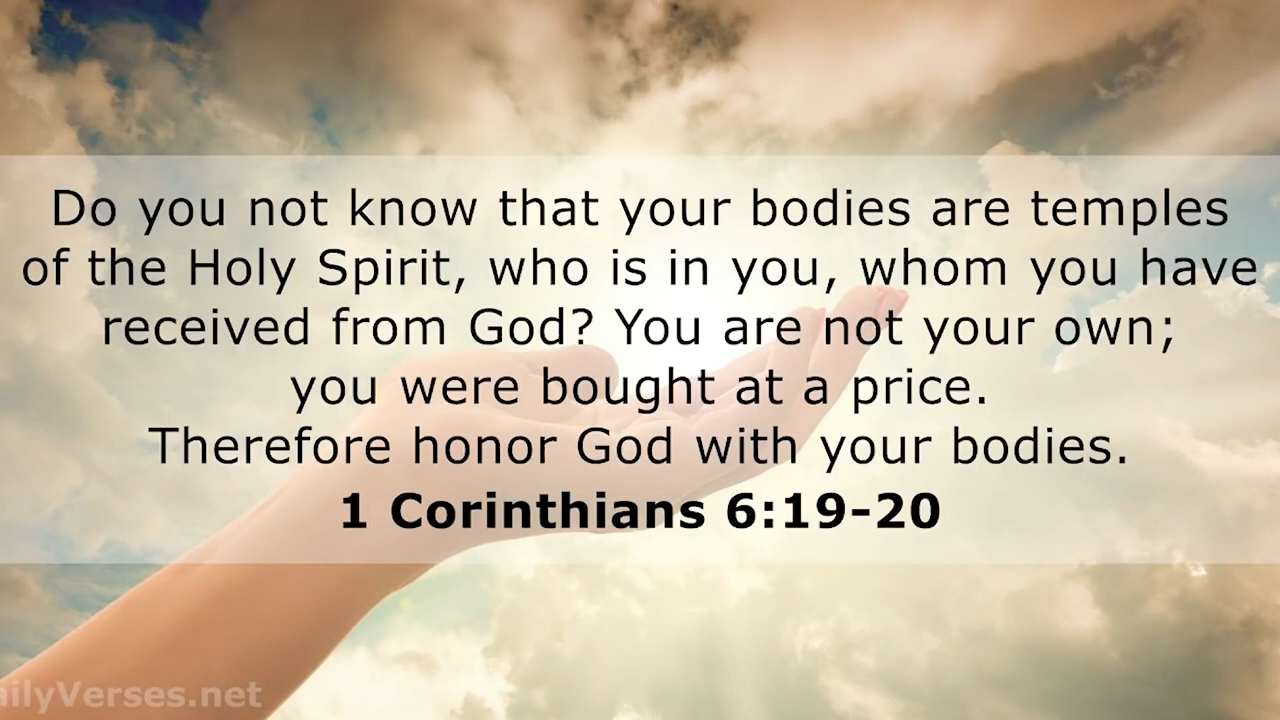 Do you not know that your bodies are temples
of the Holy Spirit, who is in you, whom you have
received from God? You are not your own;
you were bought at a price.
Therefore honor God with your bodies.
1 Corinthians 6:19-20
ailyVerses.net